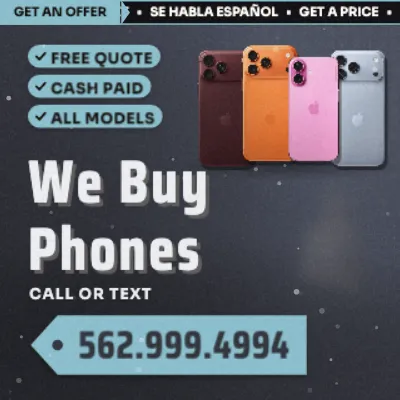 GET AN OFFER • SE HABLA ESPAÑOL • GET A PRICE •
✓ FREE QUOTE
✓ CASH PAID
✓ ALL MODELS
We Buy
Phones
CALL OR TEXT
562.999.4994